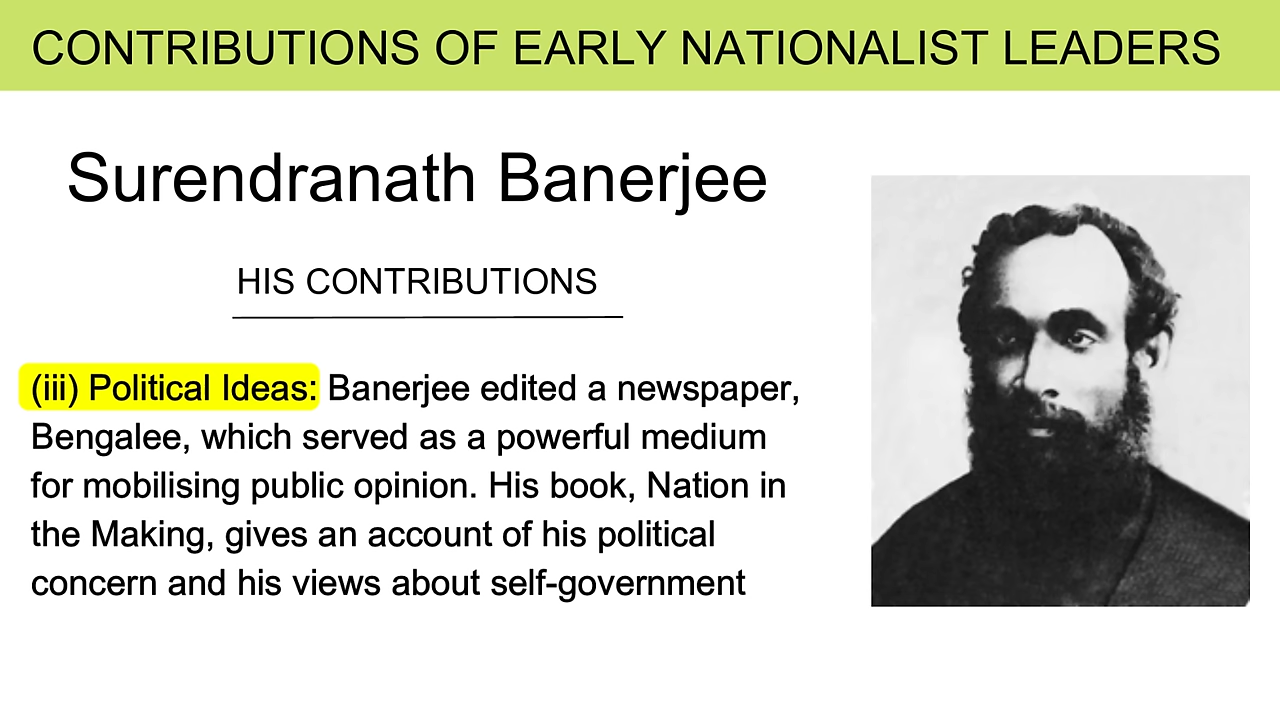 CONTRIBUTIONS OF EARLY NATIONALIST LEADERS
Surendranath Banerjee
HIS CONTRIBUTIONS
(iii) Political Ideas: Banerjee edited a newspaper,
Bengalee, which served as a powerful medium
for mobilising public opinion. His book, Nation in
the Making, gives an account of his political
concern and his views about self-government